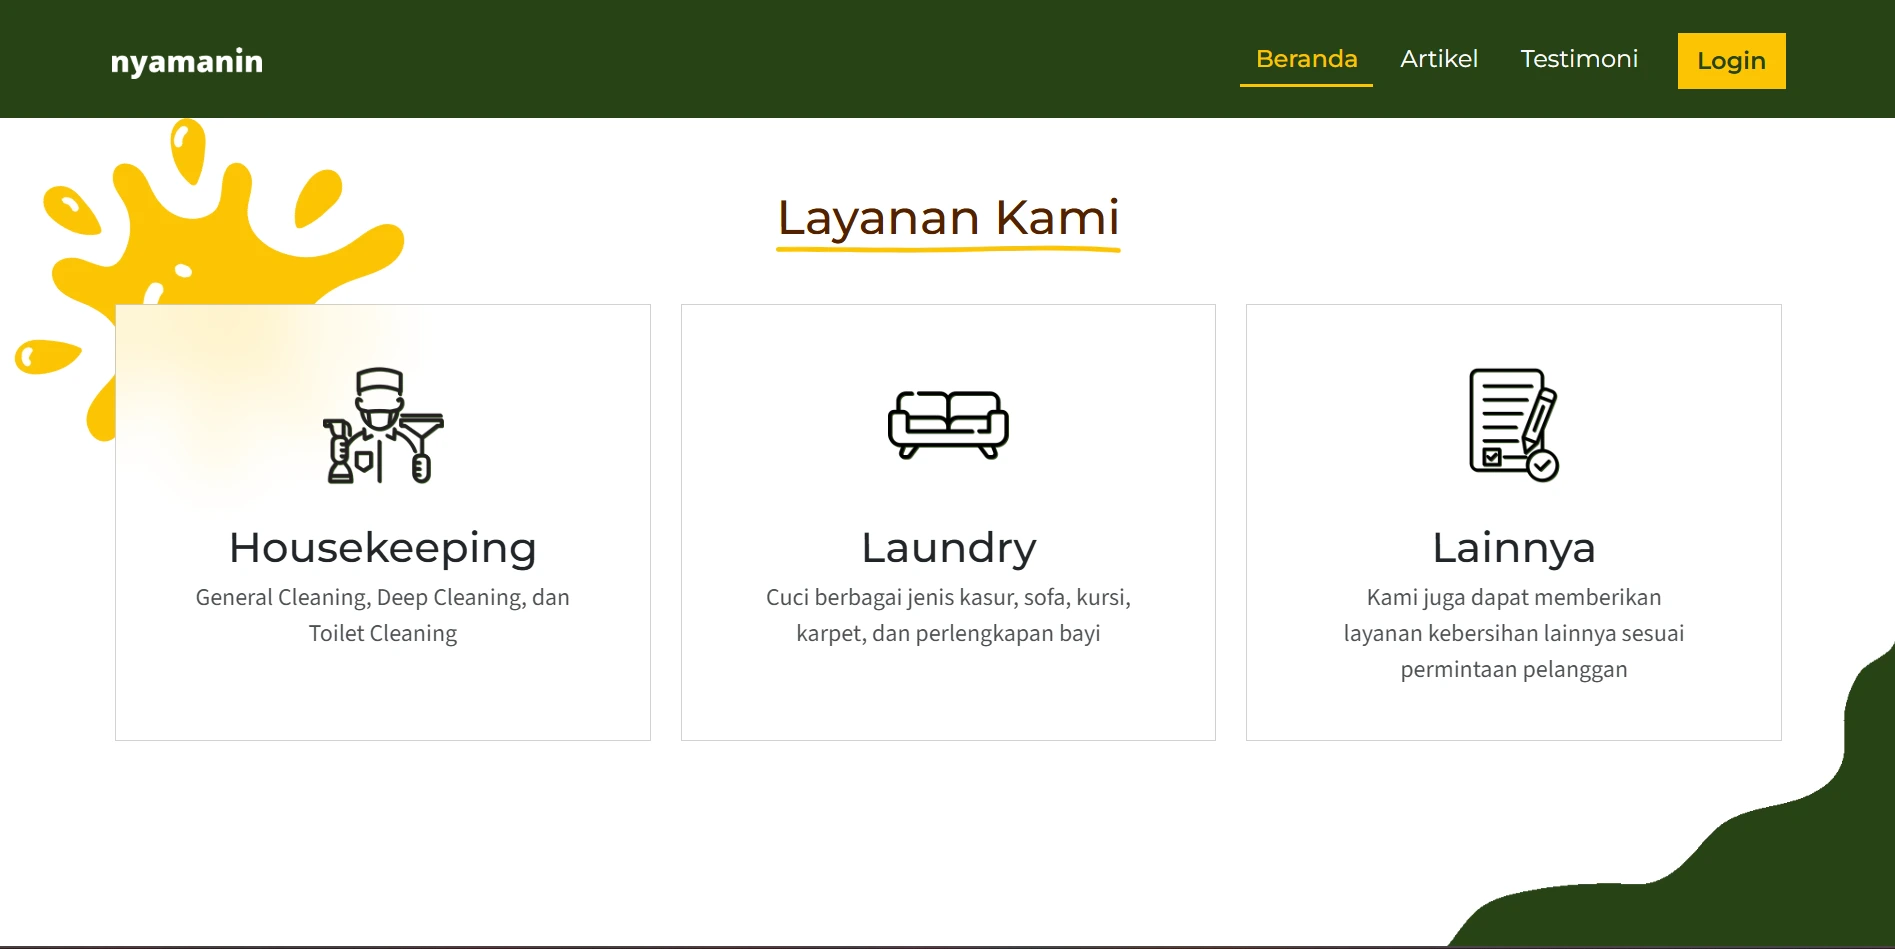 nyamanin
Beranda Artikel Testimoni Login
Layanan Kami
Housekeeping
General Cleaning, Deep Cleaning, dan
Toilet Cleaning
Laundry
Cuci berbagai jenis kasur, sofa, kursi,
karpet, dan perlengkapan bayi
Lainnya
Kami juga dapat memberikan
layanan kebersihan lainnya sesuai
permintaan pelanggan